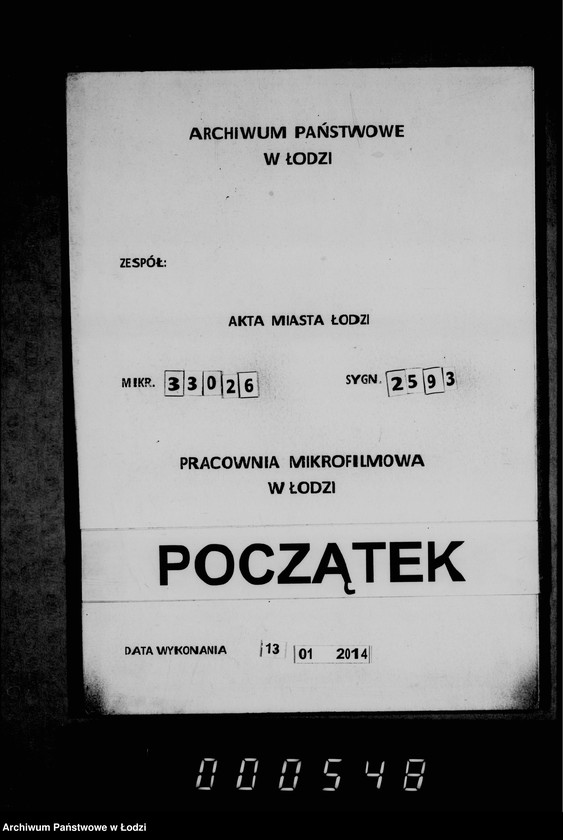 ARCHIWUM PAŃSTWOWE
W ŁODZI
ZESPÓŁ:
AKTA MIASTA ŁODZI
MIKR. 33026 SYGN. 2593
PRACOWNIA MIKROFILMOWA
W ŁODZI
POCZĄTEK
DATA WYKONANIA 13 01 2014
000548
Archiwum Państwowe w Łodzi